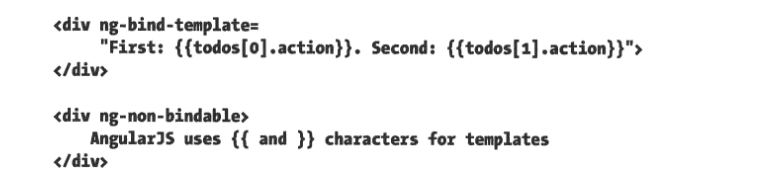 <div ng-bind-template=
"First: {{todos[0].action}}. Second: {{todos[1].action}}">
</div>
<div ng-non-bindable>
AngularJS uses {{ and }} characters for templates
</div>